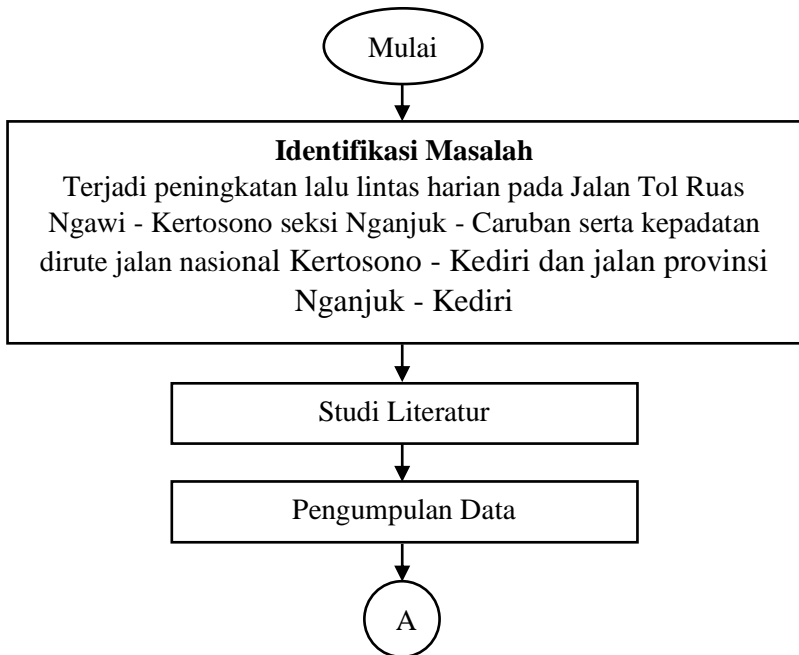 Mulai
Identifikasi Masalah
Terjadi peningkatan lalu lintas harian pada Jalan Tol Ruas
Ngawi - Kertosono seksi Nganjuk - Caruban serta kepadatan
dirute jalan nasional Kertosono - Kediri dan jalan provinsi
Nganjuk - Kediri
Studi Literatur
Pengumpulan Data
A